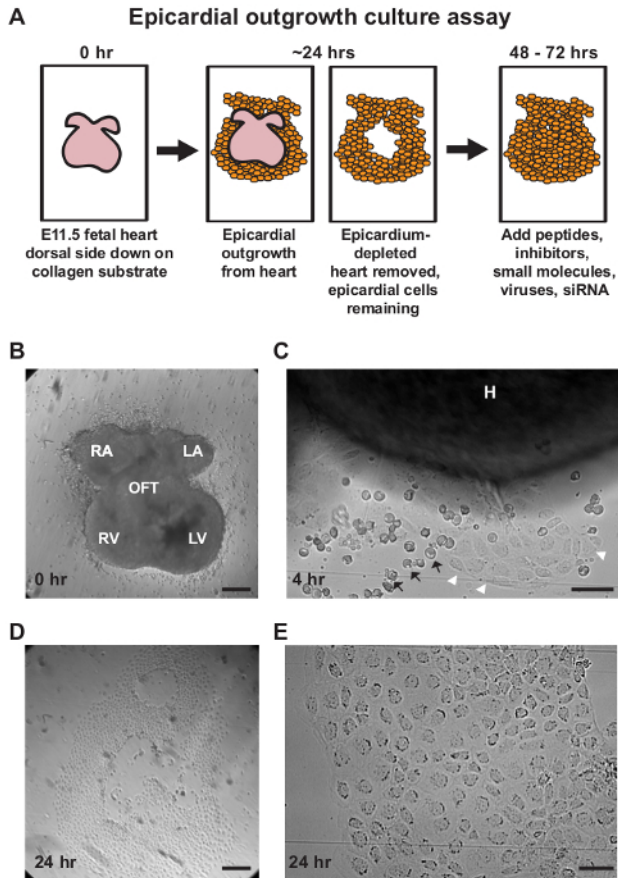 A
Epicardial outgrowth culture assay
0 hr
~24 hrs
48 - 72 hrs
E11.5 fetal heart
dorsal side down on
collagen substrate
Epicardial
outgrowth
from heart
Epicardium-
depleted
heart removed,
epicardial cells
remaining
Add peptides,
inhibitors,
small molecules,
viruses, siRNA
B
RA
LA
OFT
RV
LV
0 hr
C
H
4 hr
D
24 hr
E
24 hr